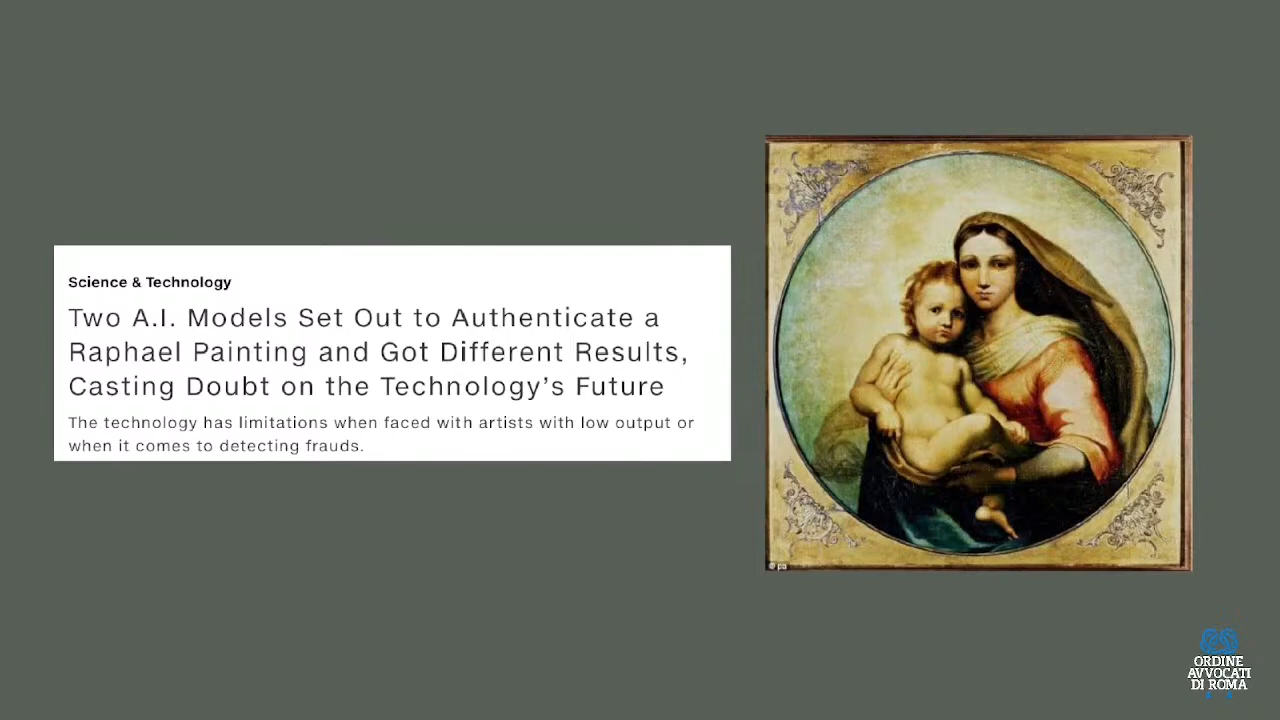 Science & Technology
Two A.I. Models Set Out to Authenticate a
Raphael Painting and Got Different Results,
Casting Doubt on the Technology's Future
The technology has limitations when faced with artists with low output or
when it comes to detecting frauds.
© pa
ORDINE
AVVOCATI
DI ROMA